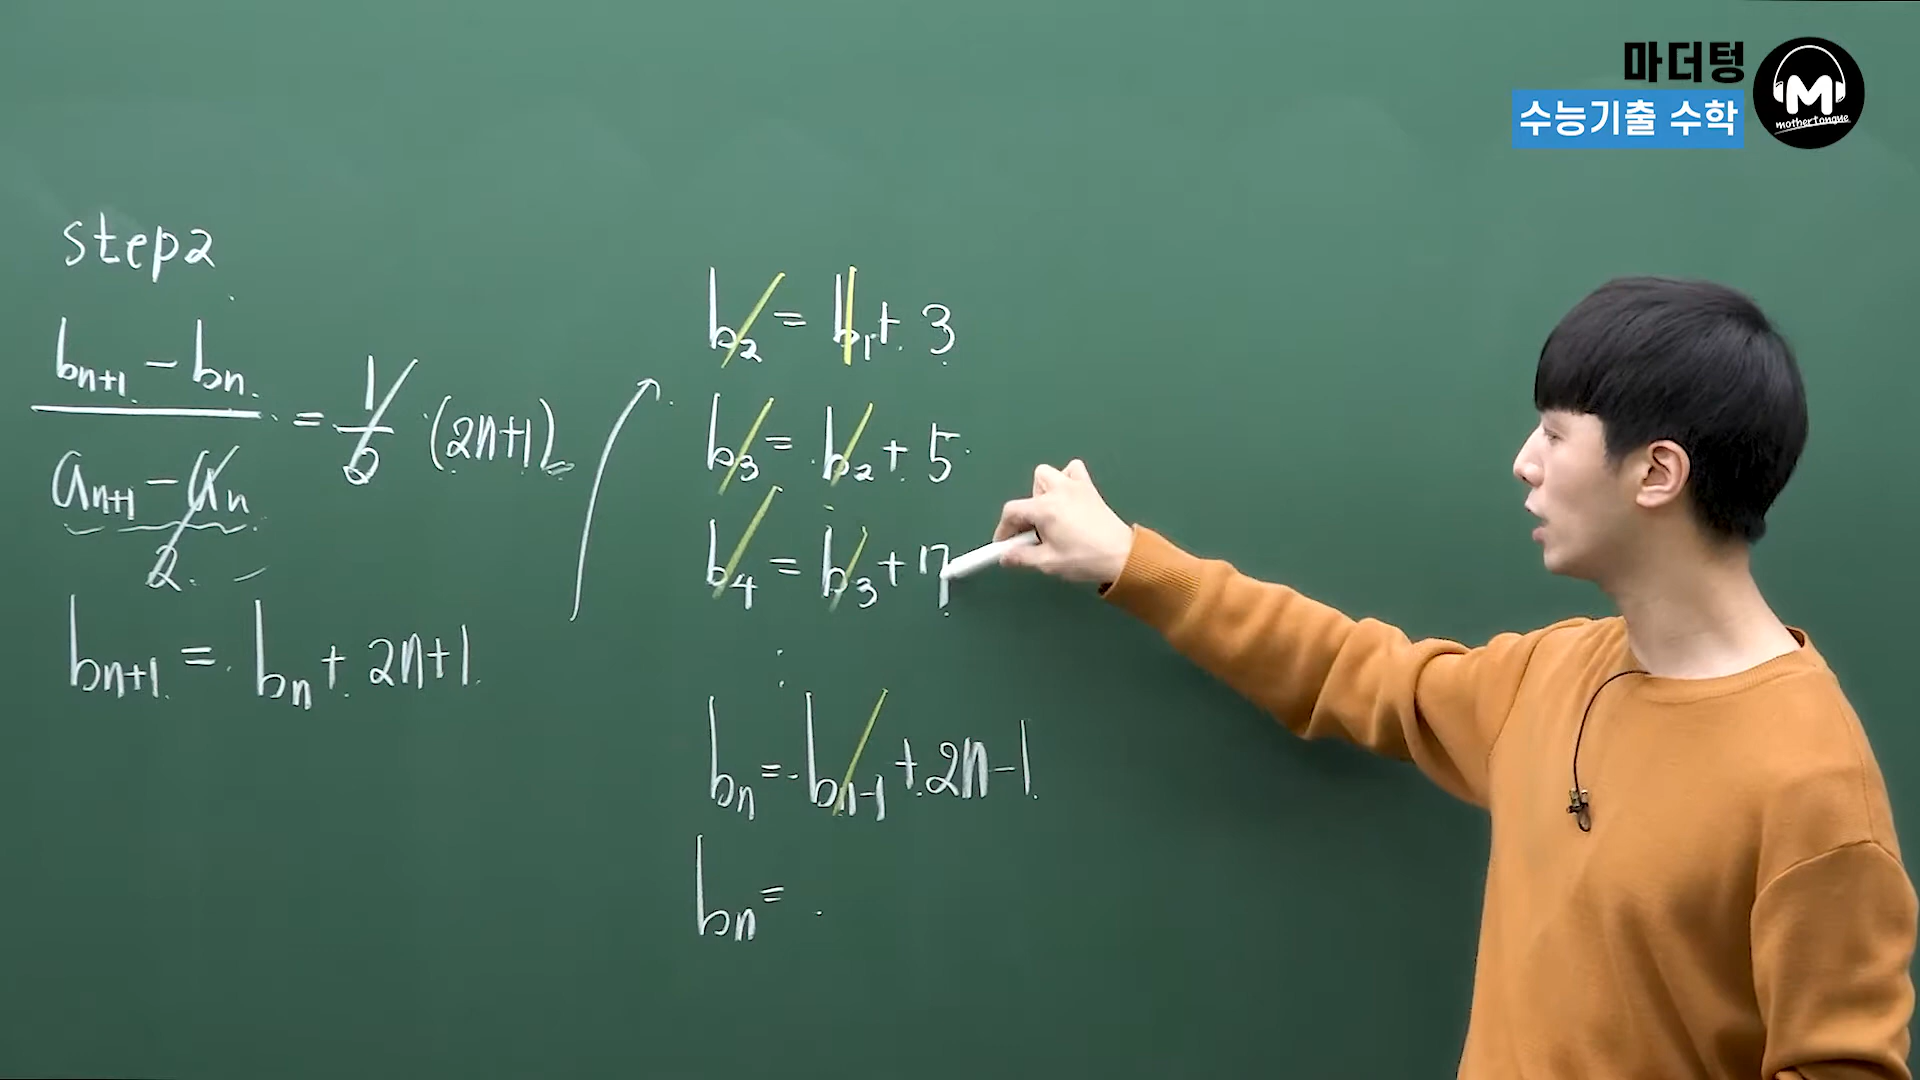 마더텅
수능기출 수학
M
mothertongue
step2
bn+1 - bn
an+1 - an
= 1/2 · (2n+1)
2
bn+1 = bn + 2n+1
b2 = b1 + 3
b3 = b2 + 5
b4 = b3 + 7
⋮
bn = bn-1 + 2n-1
bn =